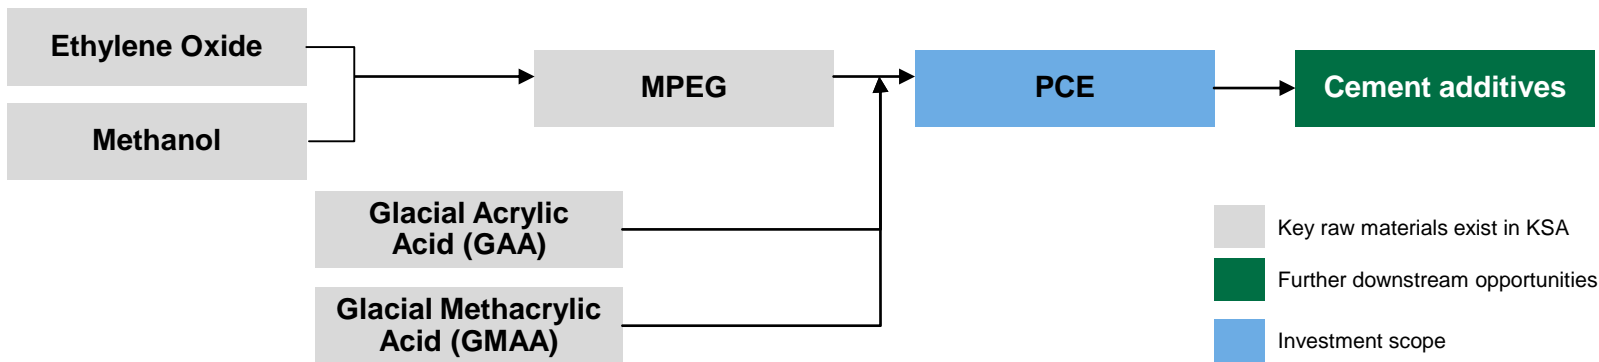 Ethylene Oxide
Methanol
MPEG
PCE
Cement additives
Glacial Acrylic
Acid (GAA)
Glacial Methacrylic
Acid (GMAA)
Key raw materials exist in KSA
Further downstream opportunities
Investment scope